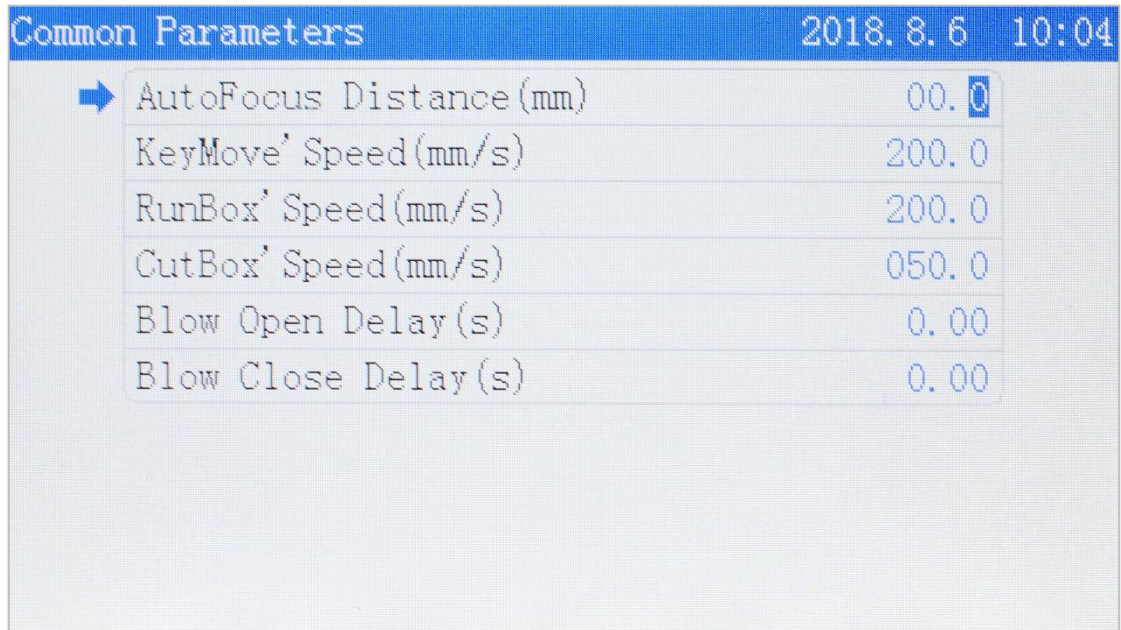 Common Parameters 2018.8.6 10:04
AutoFocus Distance(mm) 00.0
KeyMove'Speed(mm/s) 200.0
RunBox'Speed(mm/s) 200.0
CutBox'Speed(mm/s) 050.0
Blow Open Delay(s) 0.00
Blow Close Delay(s) 0.00